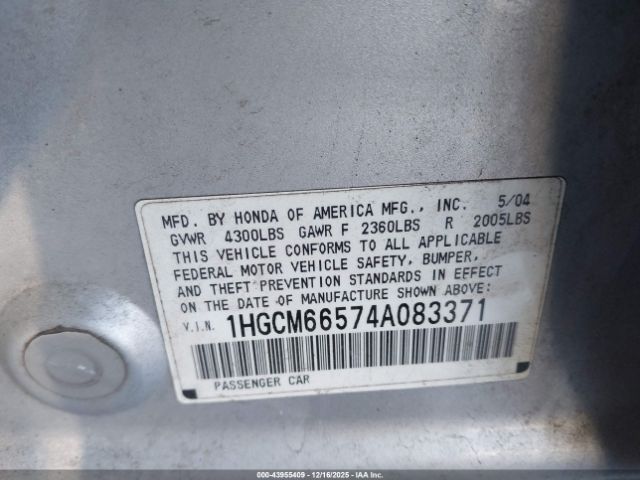 MFD. BY HONDA OF AMERICA MFG., INC. 5/04
GVWR 4300LBS GAWR F 2360LBS R 2005LBS
THIS VEHICLE CONFORMS TO ALL APPLICABLE
FEDERAL MOTOR VEHICLE SAFETY, BUMPER,
AND THEFT PREVENTION STANDARDS IN EFFECT
ON THE DATE OF MANUFACTURE SHOWN ABOVE:
V.I.N. 1HGCM66574A083371
PASSENGER CAR
000-43955409 - 12/16/2025 - IAA Inc.